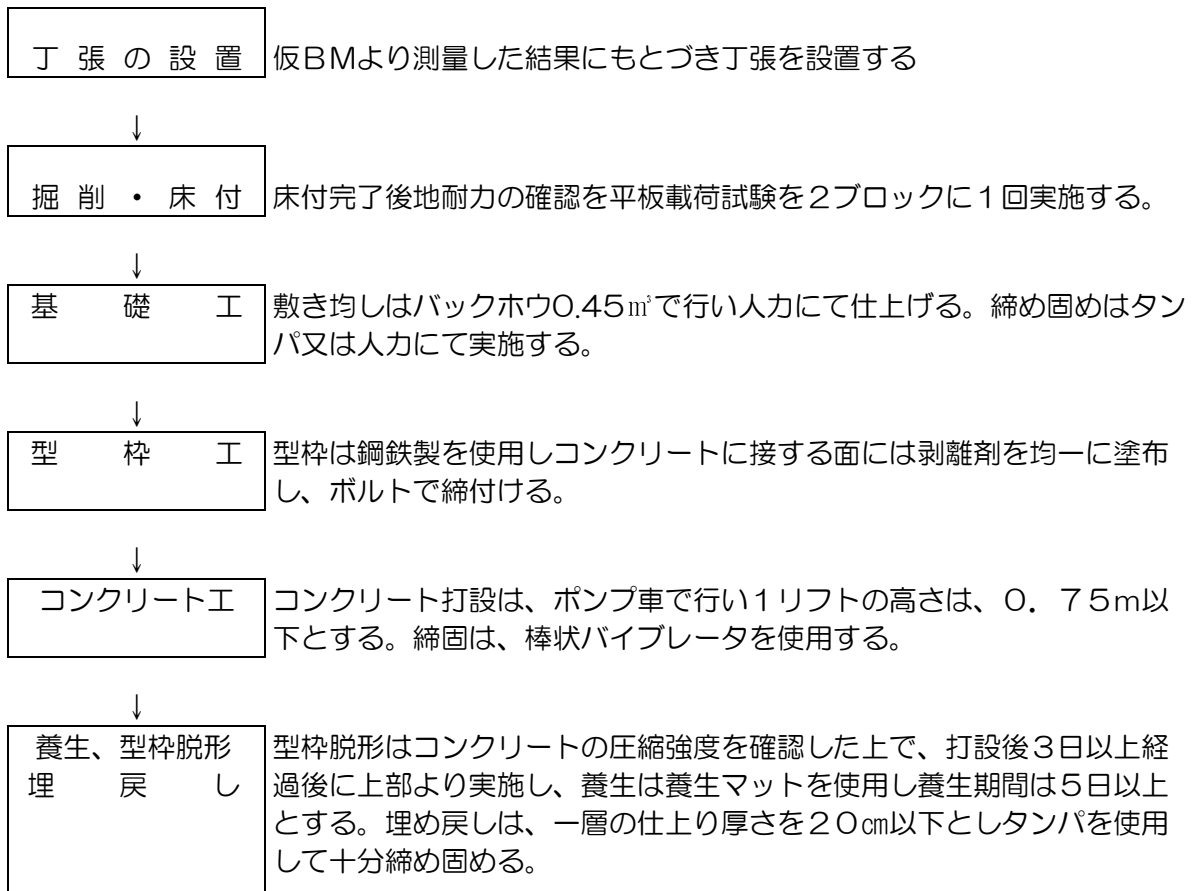 丁張の設置 仮BMより測量した結果にもとづき丁張を設置する
↓
掘削・床付 床付完了後地耐力の確認を平板載荷試験を2ブロックに1回実施する。
↓
基礎工 敷き均しはバックホウ0.45㎥で行い人力にて仕上げる。締め固めはタン
パ又は人力にて実施する。
↓
型枠工 型枠は鋼鉄製を使用しコンクリートに接する面には剥離剤を均一に塗布
し、ボルトで締付ける。
↓
コンクリート工 コンクリート打設は、ポンプ車で行い1リフトの高さは、0．75m以
下とする。締固は、棒状バイブレータを使用する。
↓
養生、型枠脱形 型枠脱形はコンクリートの圧縮強度を確認した上で、打設後3日以上経
埋戻し 過後に上部より実施し、養生は養生マットを使用し養生期間は5日以上
とする。埋め戻しは、一層の仕上り厚さを20㎝以下としタンパを使用
して十分締め固める。